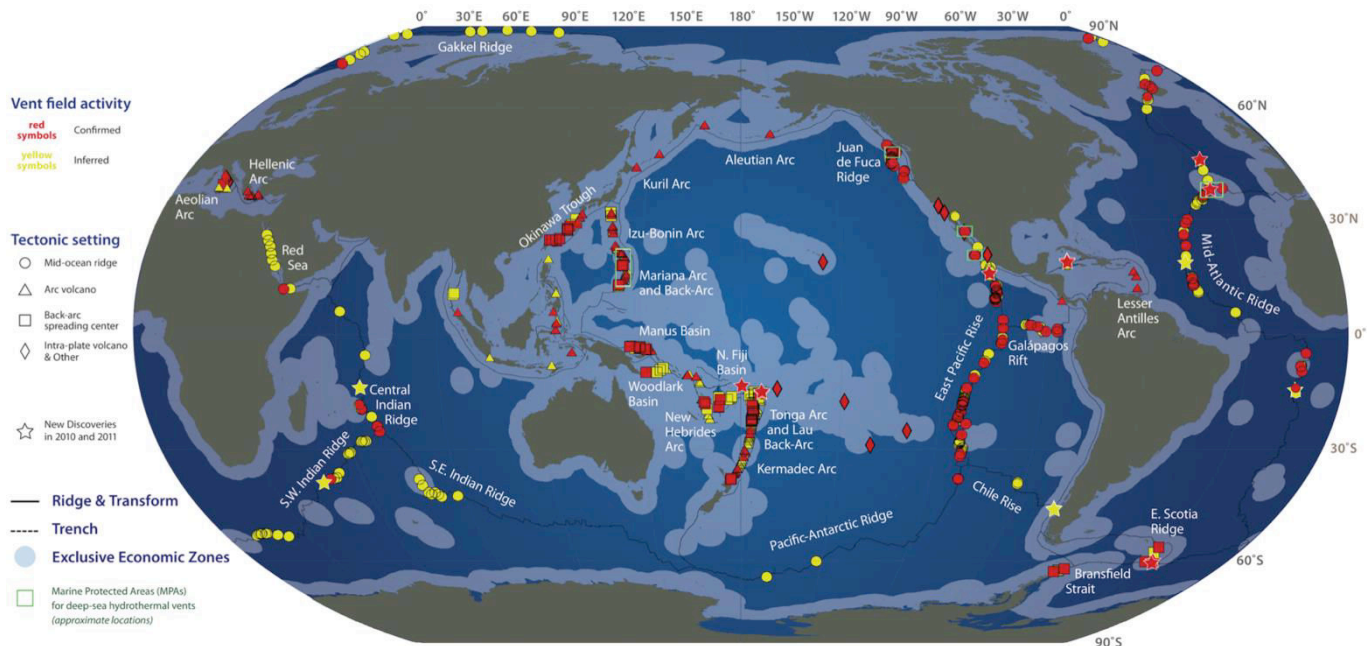 0° 30°E 60°E 90°E 120°E 150°E 180° 150°W 120°W 90°W 60°W 30°W 0° 90°N
Gakkel Ridge
Vent field activity
red
symbols
Confirmed
yellow
symbols
Inferred
60°N
Hellenic
Arc
Aeolian
Arc
Aleutian Arc
Juan
de Fuca
Ridge
Kuril Arc
Okinawa Trough
30°N
Tectonic setting
Mid-ocean ridge
Arc volcano
Back-arc
spreading center
Intra-plate volcano
& Other
New Discoveries
in 2010 and 2011
Red
Sea
Izu-Bonin Arc
Mariana Arc
and Back-Arc
Mid-Atlantic Ridge
Lesser
Antilles
Arc
Manus Basin
0°
East Pacific Rise
Galápagos
Rift
N. Fiji
Basin
Woodlark
Basin
Central
Indian
Ridge
New
Hebrides
Arc
Tonga Arc
and Lau
Back-Arc
S.W. Indian Ridge
30°S
Kermadec Arc
S.E. Indian Ridge
Chile Rise
Ridge & Transform
Trench
Exclusive Economic Zones
Pacific-Antarctic Ridge
E. Scotia
Ridge
60°S
Bransfield
Strait
Marine Protected Areas (MPAs)
for deep-sea hydrothermal vents
(approximate locations)
90°S